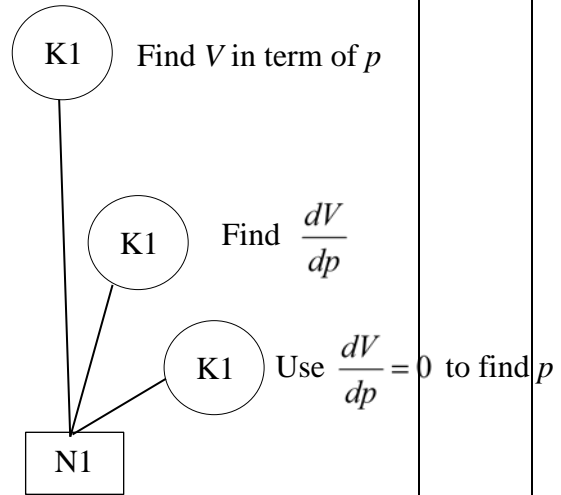 K1 Find V in term of p
K1 Find dV/dp
K1 Use dV/dp = 0 to find p
N1